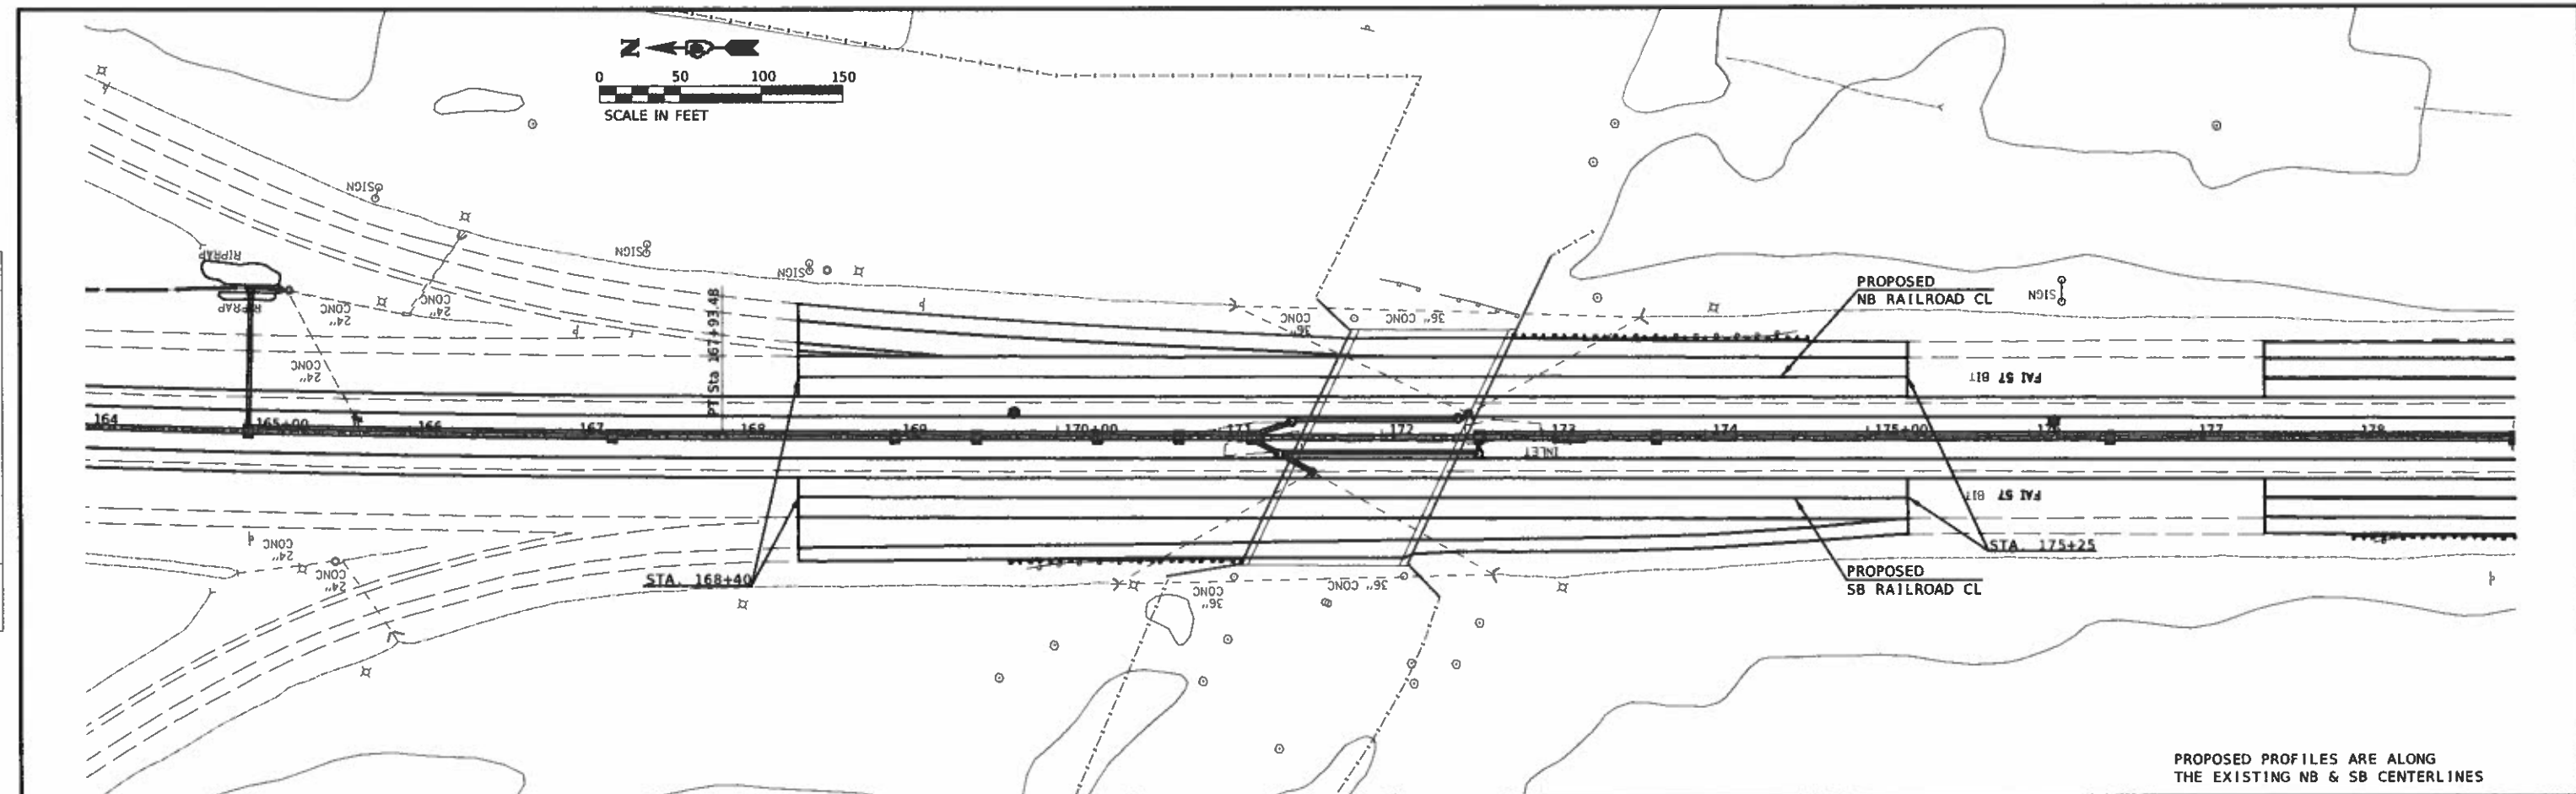 N
0 50 100 150
SCALE IN FEET
SIGN
SIGN
SIGN
RIPRAP
RIPRAP
24" CONC
24" CONC
24" CONC
PT Sta 167+93.48
36" CONC
36" CONC
PROPOSED
NB RAILROAD CL
SIGN
FAI 57 BIT
164 165+00 166 167 168 169 170+00 171 172 173 174 175+00 176 177 178
INLET
FAI 57 BIT
24" CONC
24" CONC
STA. 168+40
STA. 175+25
36" CONC
36" CONC
PROPOSED
SB RAILROAD CL
PROPOSED PROFILES ARE ALONG
THE EXISTING NB & SB CENTERLINES